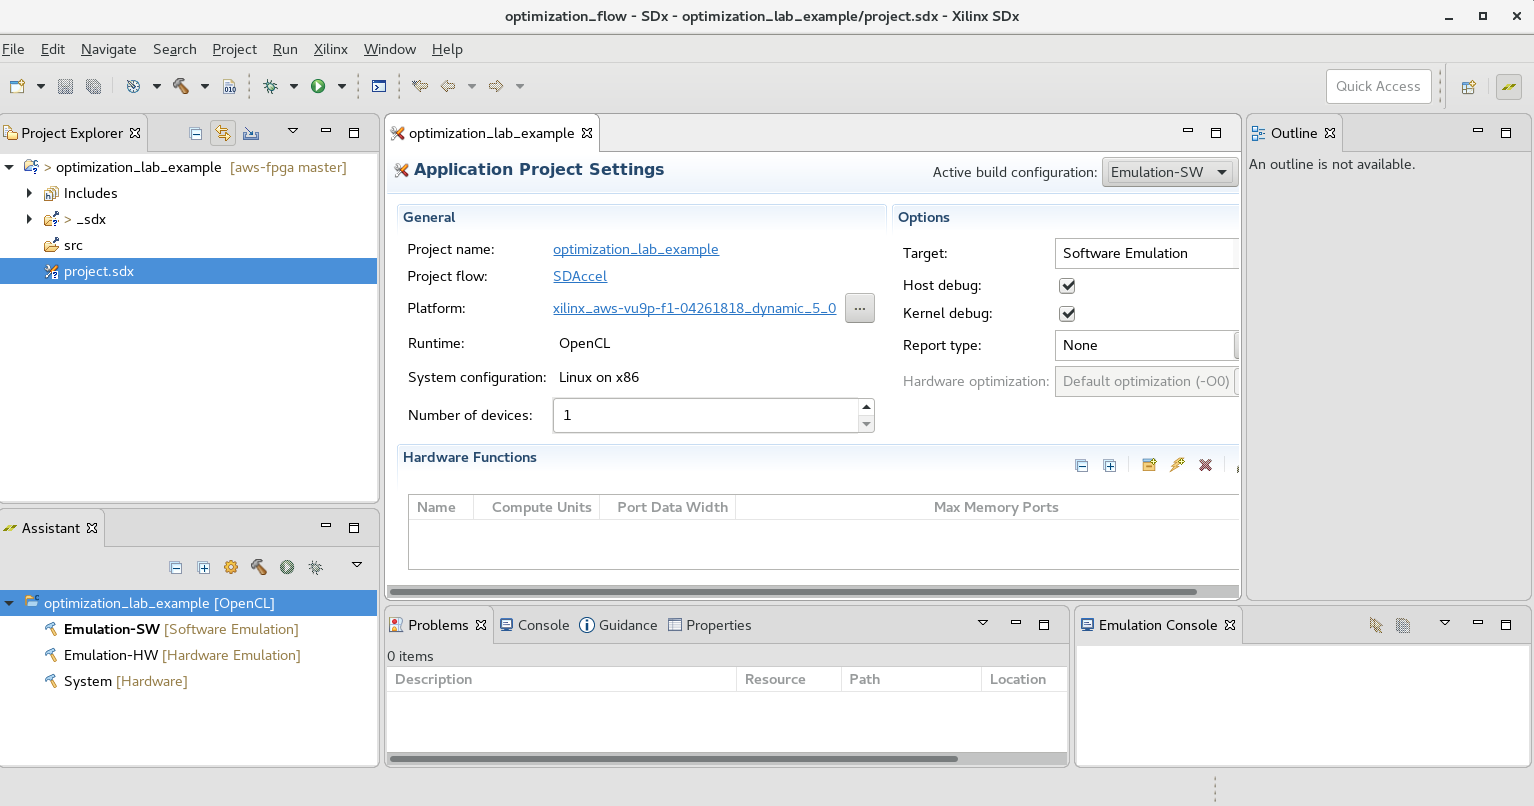 optimization_flow - SDx - optimization_lab_example/project.sdx - Xilinx SDx
File Edit Navigate Search Project Run Xilinx Window Help
010
Quick Access
Project Explorer
> optimization_lab_example [aws-fpga master]
Includes
> _sdx
src
project.sdx
Assistant
optimization_lab_example [OpenCL]
Emulation-SW [Software Emulation]
Emulation-HW [Hardware Emulation]
System [Hardware]
optimization_lab_example
Application Project Settings
Active build configuration: Emulation-SW
General
Project name: optimization_lab_example
Project flow: SDAccel
Platform: xilinx_aws-vu9p-f1-04261818_dynamic_5_0 ...
Runtime: OpenCL
System configuration: Linux on x86
Number of devices: 1
Options
Target: Software Emulation
Host debug:
Kernel debug:
Report type: None
Hardware optimization: Default optimization (-O0)
Hardware Functions
Name Compute Units Port Data Width Max Memory Ports
Problems Console Guidance Properties
0 items
Description Resource Path Location
Outline
An outline is not available.
Emulation Console